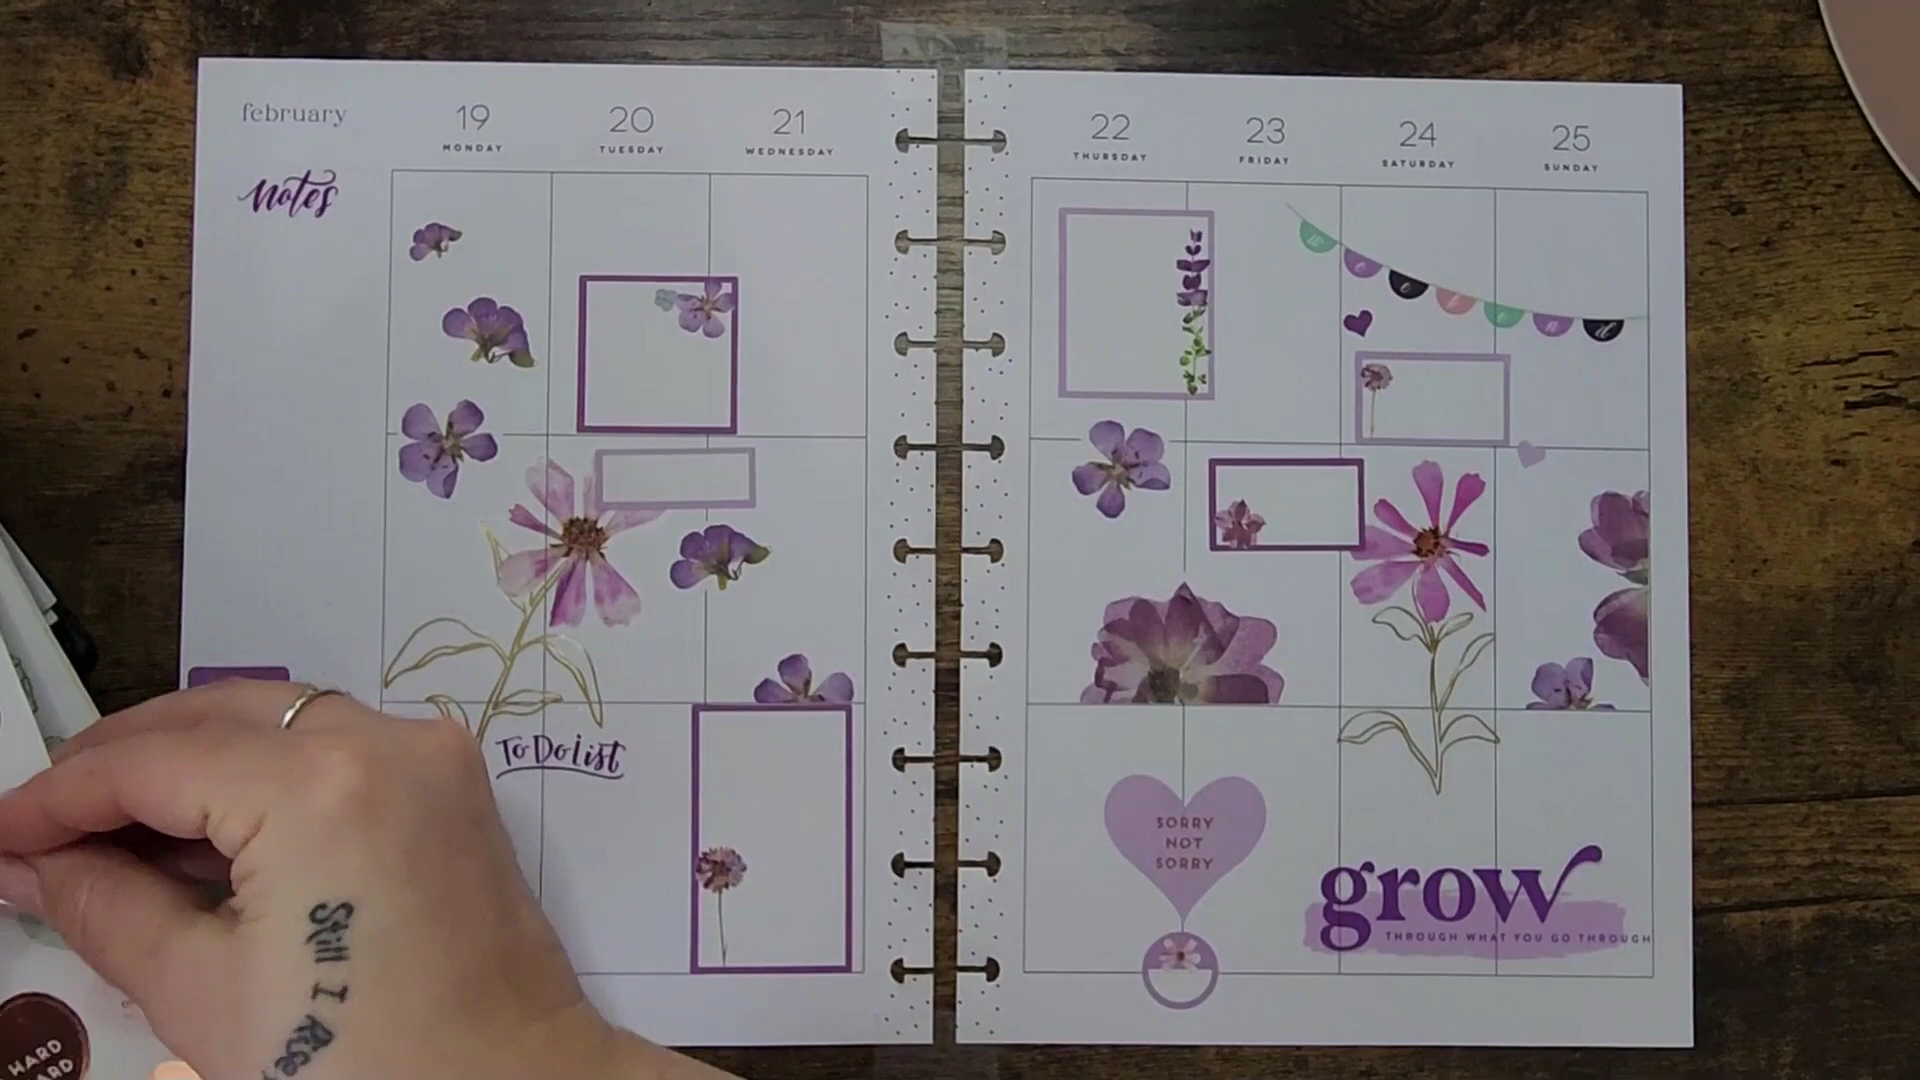 february
19
MONDAY
20
TUESDAY
21
WEDNESDAY
22
THURSDAY
23
FRIDAY
24
SATURDAY
25
SUNDAY
Notes
weekend
To Do list
SORRY
NOT
SORRY
grow
THROUGH WHAT YOU GO THROUGH
Still I Rise
HARD